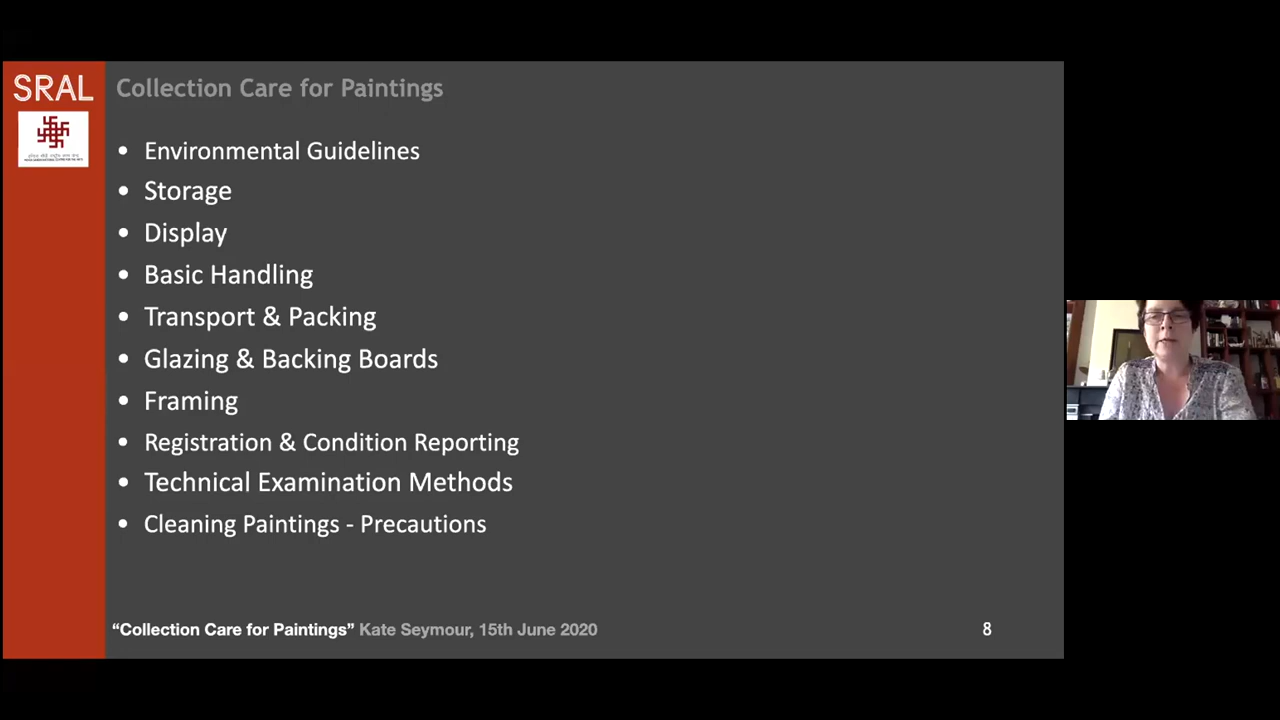 SRAL
Collection Care for Paintings
• Environmental Guidelines
• Storage
• Display
• Basic Handling
• Transport & Packing
• Glazing & Backing Boards
• Framing
• Registration & Condition Reporting
• Technical Examination Methods
• Cleaning Paintings - Precautions
“Collection Care for Paintings” Kate Seymour, 15th June 2020
8